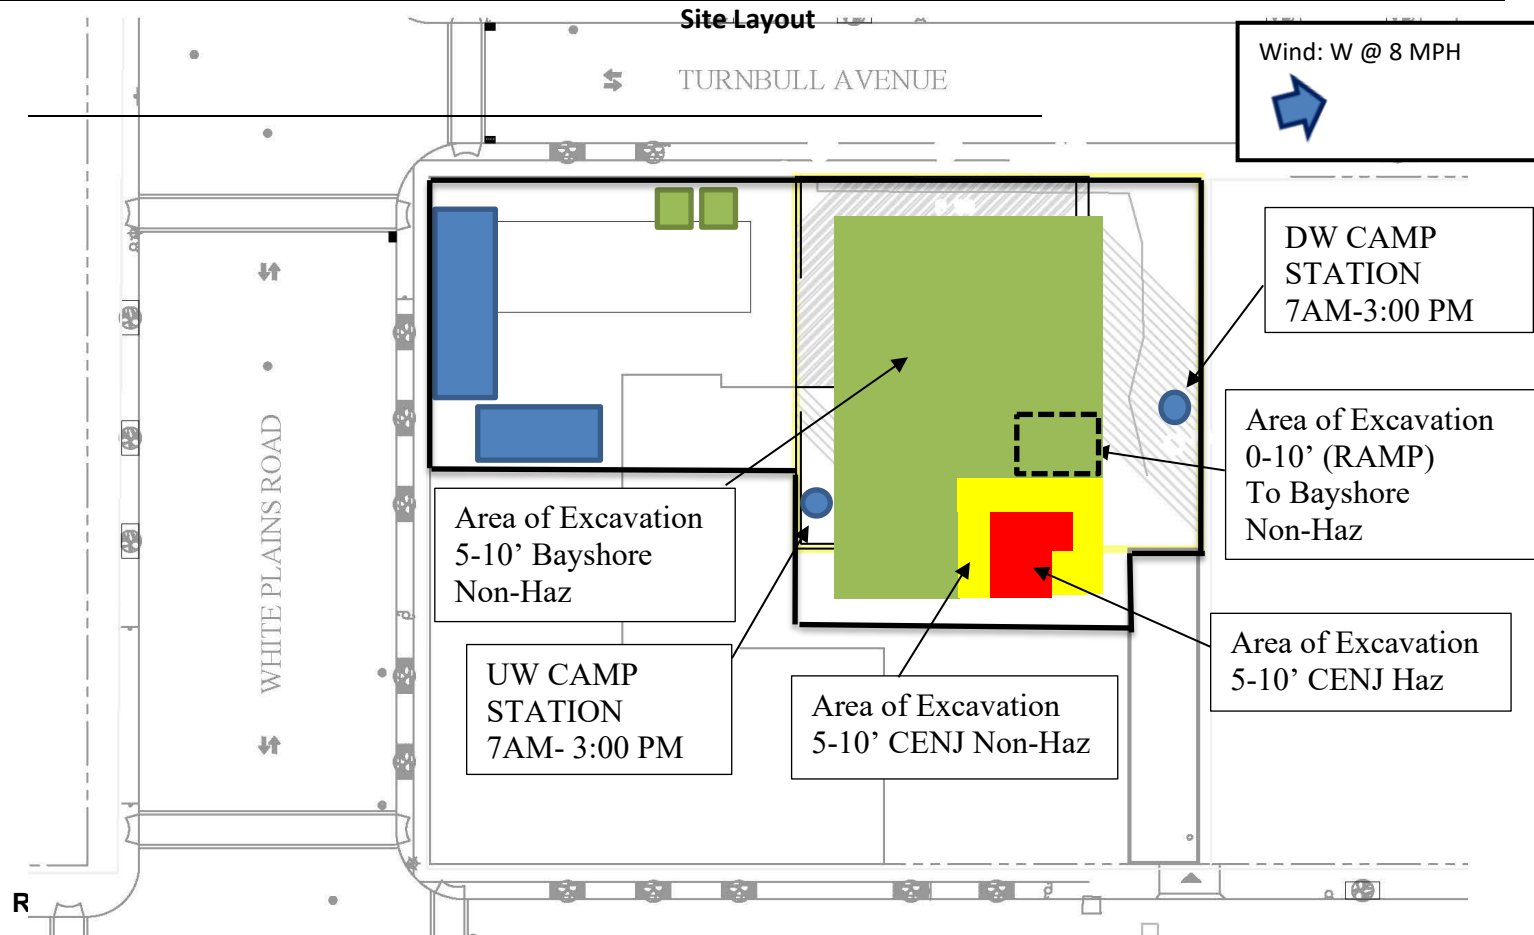 Site Layout
TURNBULL AVENUE
Wind: W @ 8 MPH
WHITE PLAINS ROAD
DW CAMP
STATION
7AM-3:00 PM
Area of Excavation
0-10’ (RAMP)
To Bayshore
Non-Haz
Area of Excavation
5-10’ Bayshore
Non-Haz
UW CAMP
STATION
7AM- 3:00 PM
Area of Excavation
5-10’ CENJ Non-Haz
Area of Excavation
5-10’ CENJ Haz
R